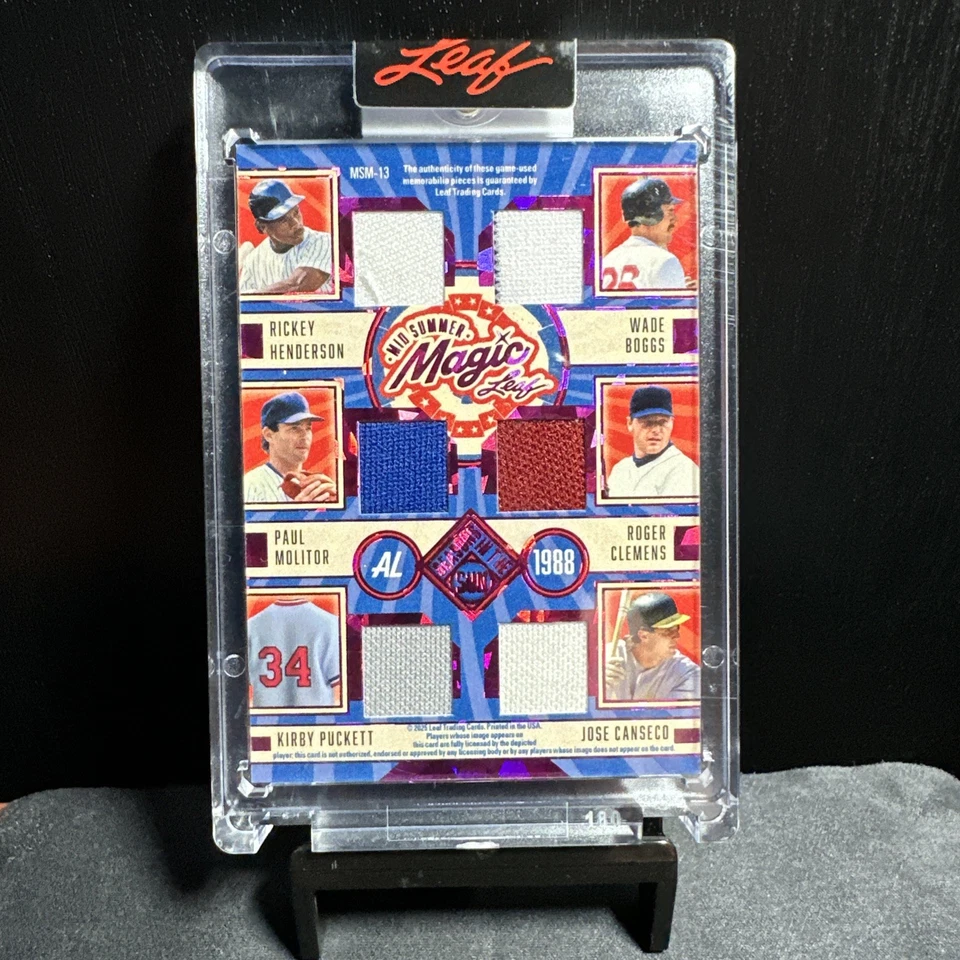 Leaf
MSM-13
The authenticity of these game-used
memorabilia pieces is guaranteed by
Leaf Trading Cards.
RICKEY
HENDERSON
WADE
BOGGS
MID SUMMER
Magic
Leaf
PAUL
MOLITOR
ROGER
CLEMENS
AL
IN THE
SUN
1988
34
KIRBY PUCKETT
JOSE CANSECO
© 2025 Leaf Trading Cards. Printed in the USA.
Players whose image appears on
this card are fully licensed by the depicted
player; this card is not authorized, endorsed or approved by any licensing body or by any players whose image does not appear on the card.